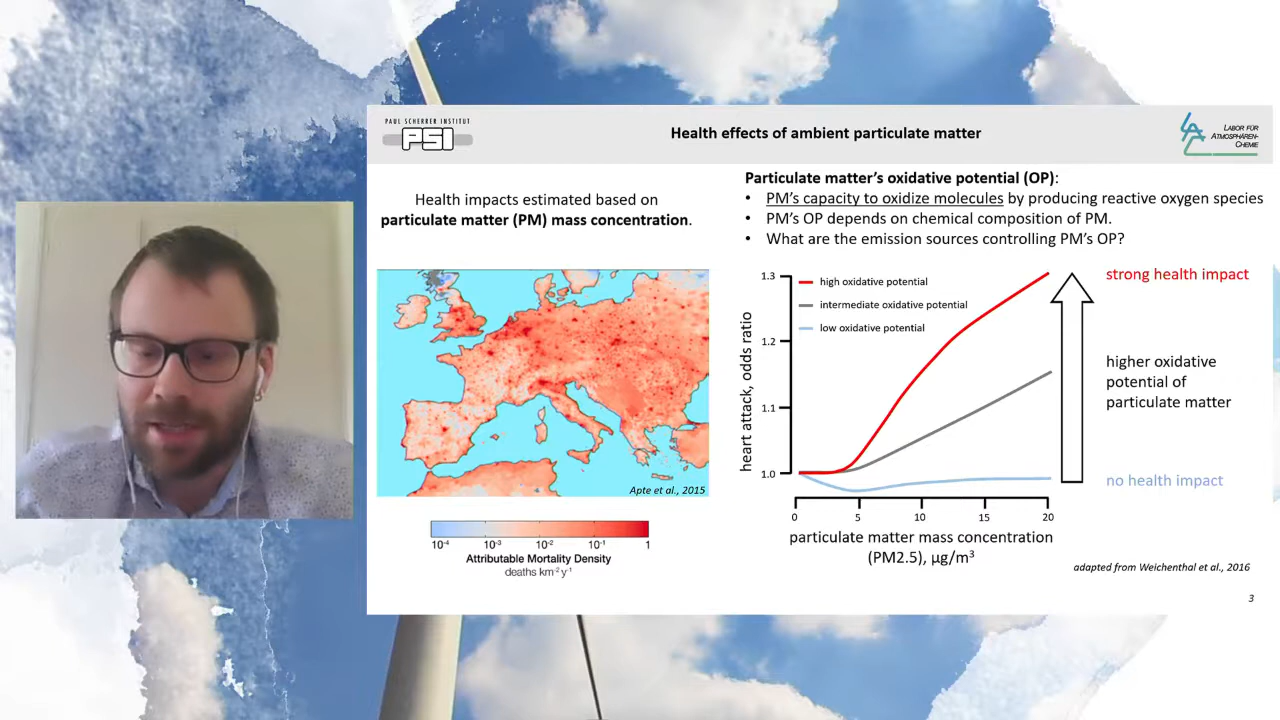 PAUL SCHERRER INSTITUT
PSI
Health effects of ambient particulate matter
LAC
LABOR FÜR
ATMOSPHÄREN-
CHEMIE
Health impacts estimated based on
particulate matter (PM) mass concentration.
Apte et al., 2015
10⁻⁴ 10⁻³ 10⁻² 10⁻¹ 1
Attributable Mortality Density
deaths km⁻² y⁻¹
Particulate matter's oxidative potential (OP):
• PM's capacity to oxidize molecules by producing reactive oxygen species
• PM's OP depends on chemical composition of PM.
• What are the emission sources controlling PM's OP?
heart attack, odds ratio
1.3
1.2
1.1
1.0
high oxidative potential
intermediate oxidative potential
low oxidative potential
0 5 10 15 20
particulate matter mass concentration
(PM2.5), µg/m³
strong health impact
higher oxidative
potential of
particulate matter
no health impact
adapted from Weichenthal et al., 2016
3